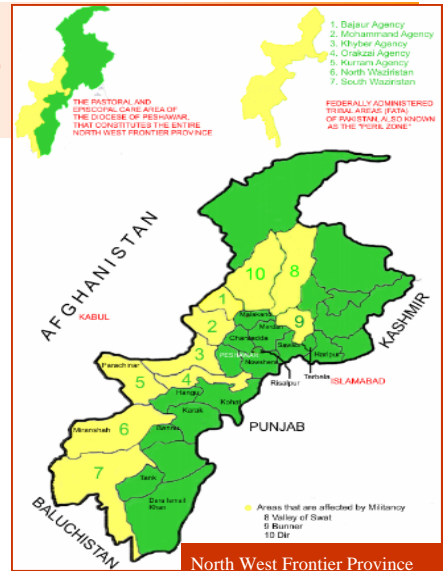 1. Bajaur Agency
2. Mohammand Agency
3. Khyber Agency
4. Orakzai Agency
5. Kurram Agency
6. North Waziristan
7. South Waziristan
THE PASTORAL AND
EPISCOPAL CARE AREA OF
THE DIOCESE OF PESHAWAR,
THAT CONSTITUTES THE ENTIRE
NORTH WEST FRONTIER PROVINCE
FEDERALLY ADMINISTERED
TRIBAL AREAS (FATA)
OF PAKISTAN, ALSO KNOWN
AS THE "PERIL ZONE"
AFGHANISTAN
KABUL
KASHMIR
10
8
1
9
2
Malakand
Mardan
Charsadda
Swabi
3
PESHAWAR
Nowshera
Haripur
Parachinar
Risalpur
Tarbela
ISLAMABAD
5
4
Hangu
Kohat
Karak
PUNJAB
Miranshah
6
Bannu
7
Tank
Dera Ismail
Khan
BALUCHISTAN
Areas that are affected by Militancy
8 Valley of Swat
9 Bunner
10 Dir
North West Frontier Province